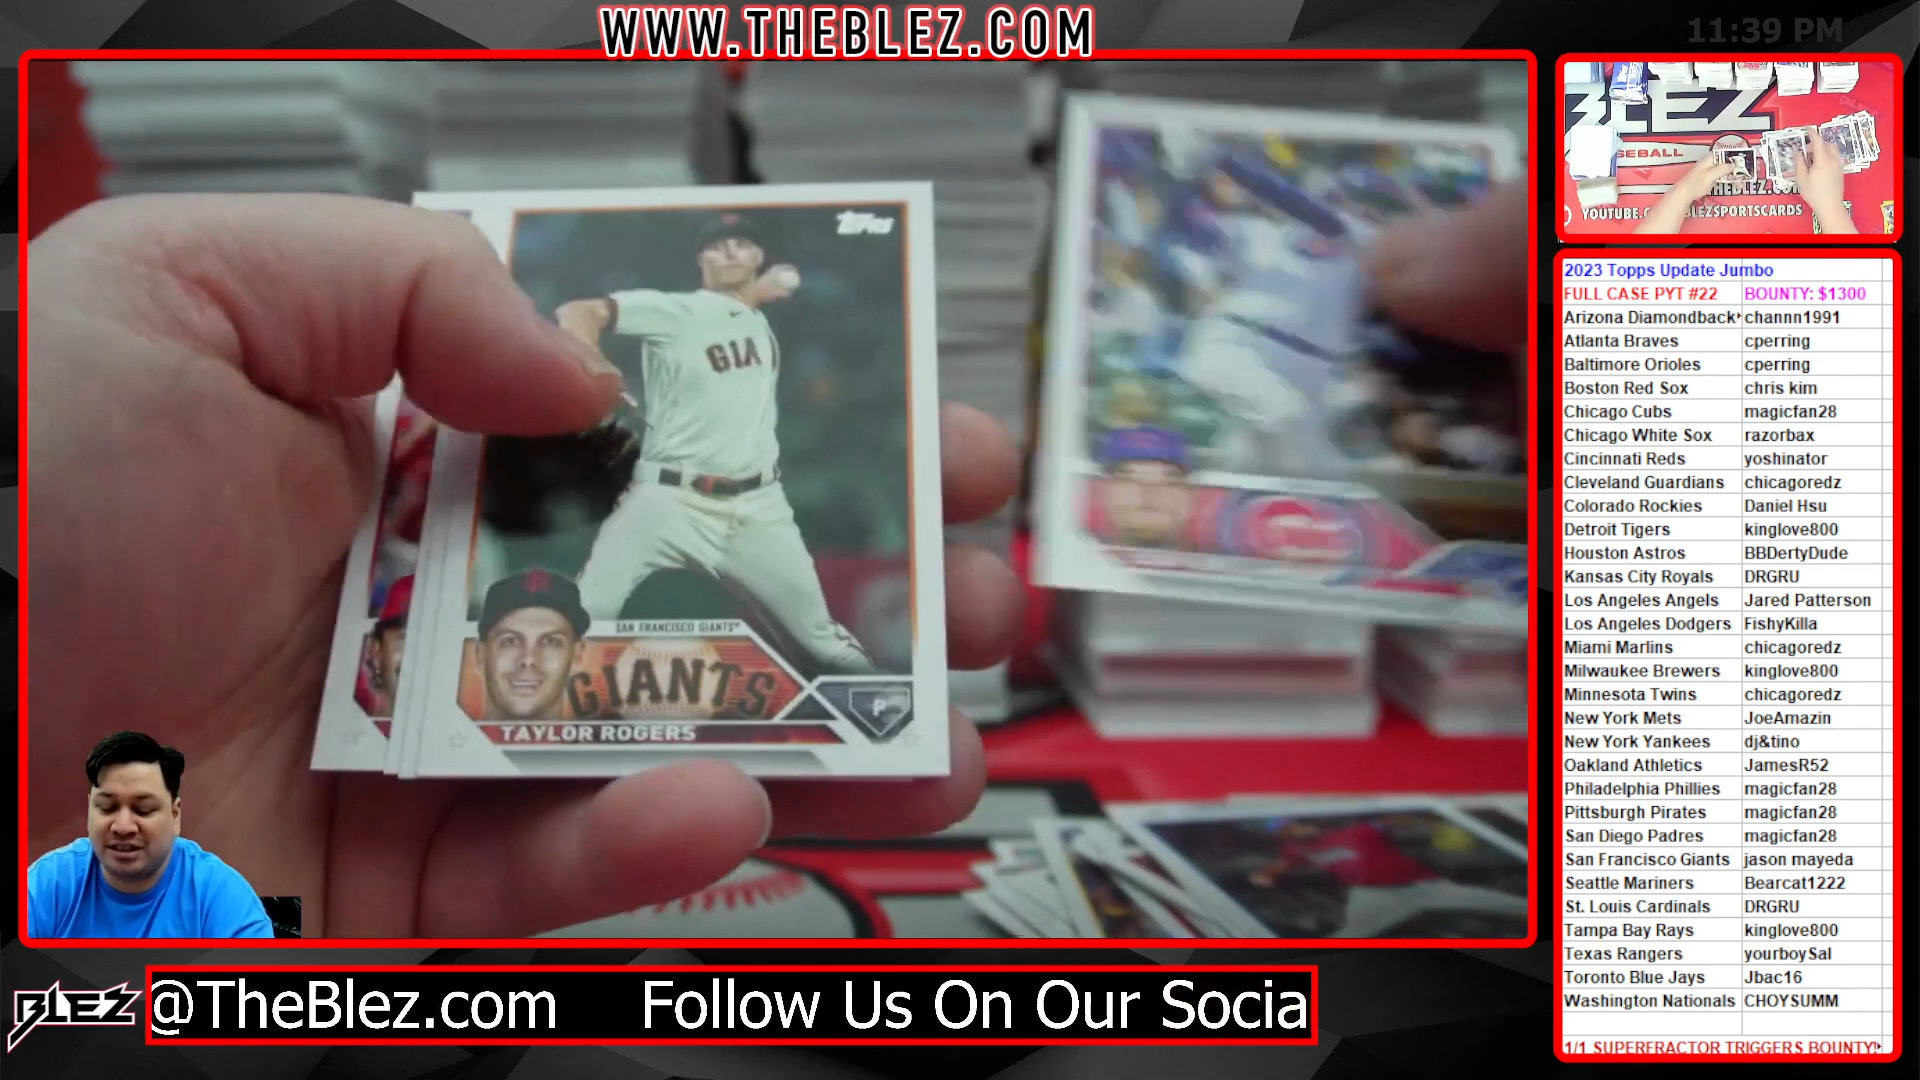 WWW.THEBLEZ.COM
11:39 PM
Topps
GIA
SAN FRANCISCO GIANTS
GIANTS
TAYLOR ROGERS
P
BLEZ
BASEBALL
2023 Topps Update Jumbo
FULL CASE PYT #22 BOUNTY: $1300
Arizona Diamondback channn1991
Atlanta Braves cperring
Baltimore Orioles cperring
Boston Red Sox chris kim
Chicago Cubs magicfan28
Chicago White Sox razorbax
Cincinnati Reds yoshinator
Cleveland Guardians chicagoredz
Colorado Rockies Daniel Hsu
Detroit Tigers kinglove800
Houston Astros BBDertyDude
Kansas City Royals DRGRU
Los Angeles Angels Jared Patterson
Los Angeles Dodgers FishyKilla
Miami Marlins chicagoredz
Milwaukee Brewers kinglove800
Minnesota Twins chicagoredz
New York Mets JoeAmazin
New York Yankees dj&tino
Oakland Athletics JamesR52
Philadelphia Phillies magicfan28
Pittsburgh Pirates magicfan28
San Diego Padres magicfan28
San Francisco Giants jason mayeda
Seattle Mariners Bearcat1222
St. Louis Cardinals DRGRU
Tampa Bay Rays kinglove800
Texas Rangers yourboySal
Toronto Blue Jays Jbac16
Washington Nationals CHOYSUMM
1/1 SUPERFRACTOR TRIGGERS BOUNTY!
BLEZ
@TheBlez.com Follow Us On Our Socia